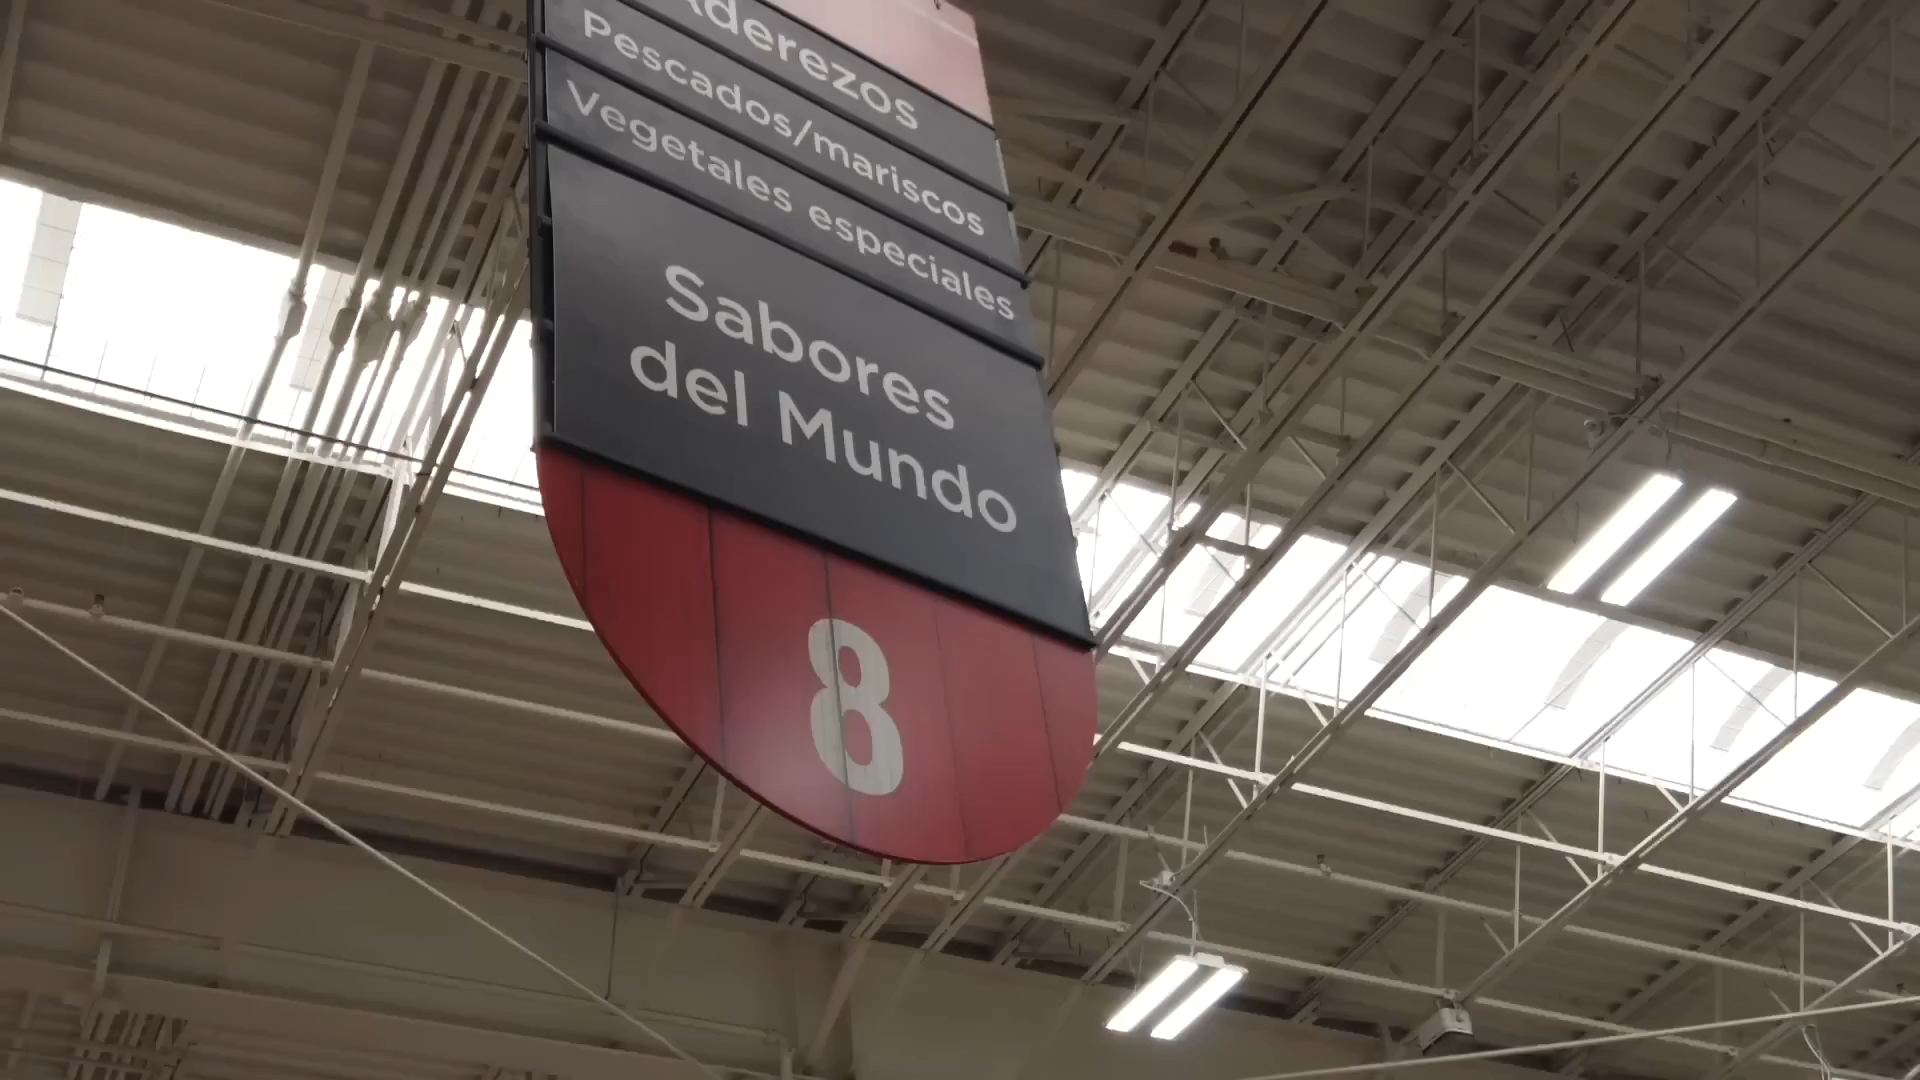 Aderezos
Pescados/mariscos
Vegetales especiales
Sabores
del Mundo
8